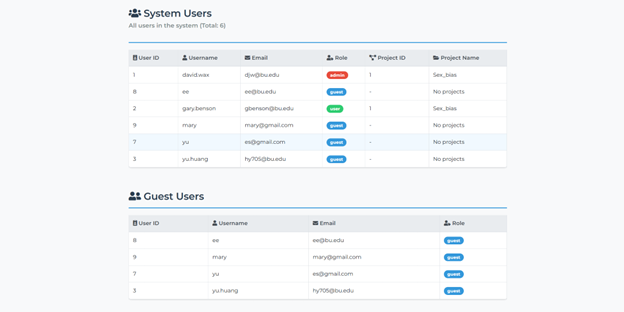 System Users
All users in the system (Total: 6)
User ID Username Email Role Project ID Project Name
1 david.wax djw@bu.edu admin 1 Sex_bias
8 ee ee@bu.edu guest - No projects
2 gary.benson gbenson@bu.edu user 1 Sex_bias
9 mary mary@gmail.com guest - No projects
7 yu es@gmail.com guest - No projects
3 yu.huang hy705@bu.edu guest - No projects
Guest Users
User ID Username Email Role
8 ee ee@bu.edu guest
9 mary mary@gmail.com guest
7 yu es@gmail.com guest
3 yu.huang hy705@bu.edu guest